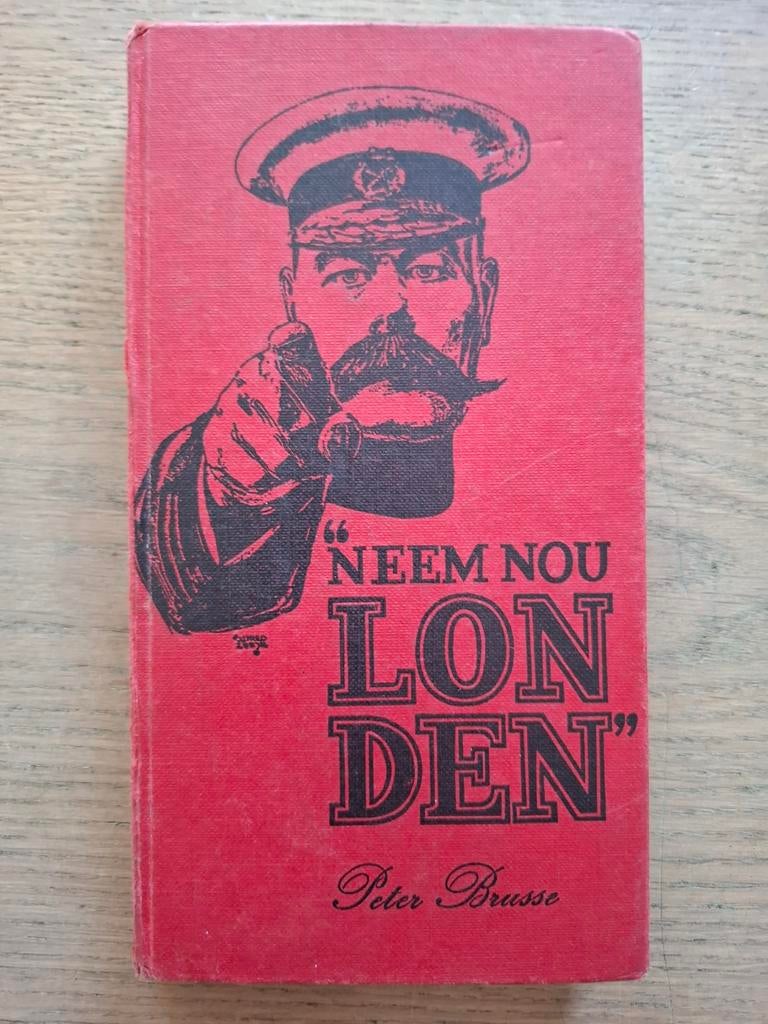 “NEEM NOU
LON
DEN”
Peter Brusse